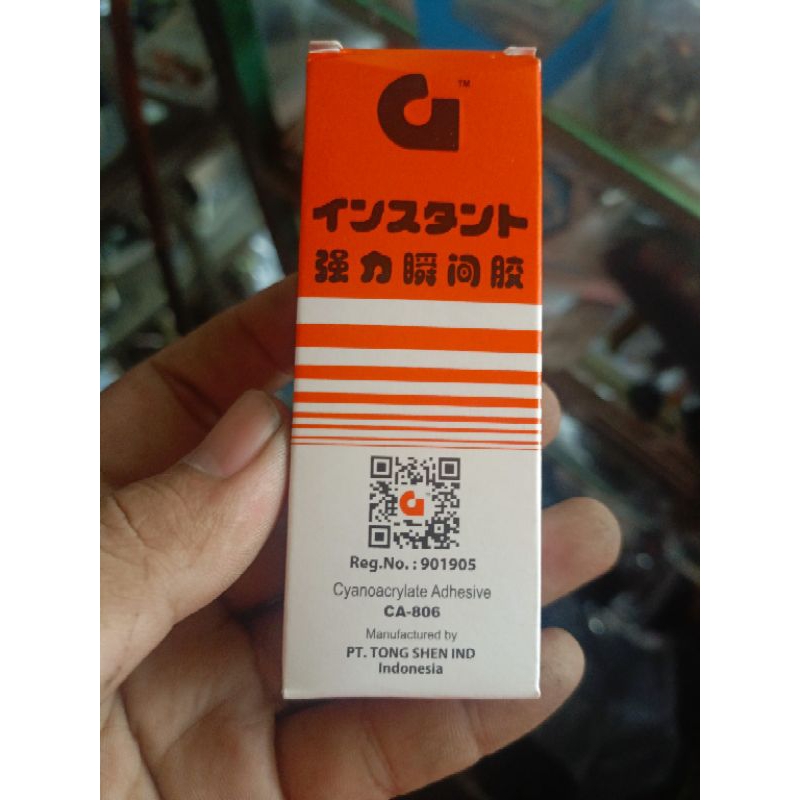 TM
インスタント
强力瞬间胶
Reg.No. : 901905
Cyanoacrylate Adhesive
CA-806
Manufactured by
PT. TONG SHEN IND
Indonesia